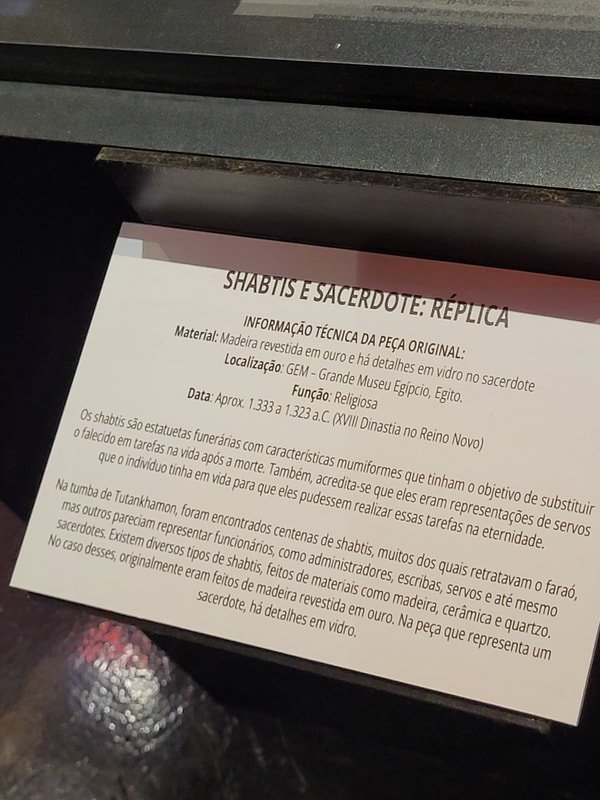 SHABTIS E SACERDOTE: RÉPLICA
INFORMAÇÃO TÉCNICA DA PEÇA ORIGINAL:
Material: Madeira revestida em ouro e há detalhes em vidro no sacerdote
Localização: GEM – Grande Museu Egípcio, Egito.
Função: Religiosa
Data: Aprox. 1.333 a 1.323 a.C. (XVIII Dinastia no Reino Novo)
Os shabtis são estatuetas funerárias com características mumiformes que tinham o objetivo de substituir
o falecido em tarefas na vida após a morte. Também, acredita-se que eles eram representações de servos
que o indivíduo tinha em vida para que eles pudessem realizar essas tarefas na eternidade.
Na tumba de Tutankhamon, foram encontrados centenas de shabtis, muitos dos quais retratavam o faraó,
mas outros pareciam representar funcionários, como administradores, escribas, servos e até mesmo
sacerdotes. Existem diversos tipos de shabtis, feitos de materiais como madeira, cerâmica e quartzo.
No caso desses, originalmente eram feitos de madeira revestida em ouro. Na peça que representa um
sacerdote, há detalhes em vidro.